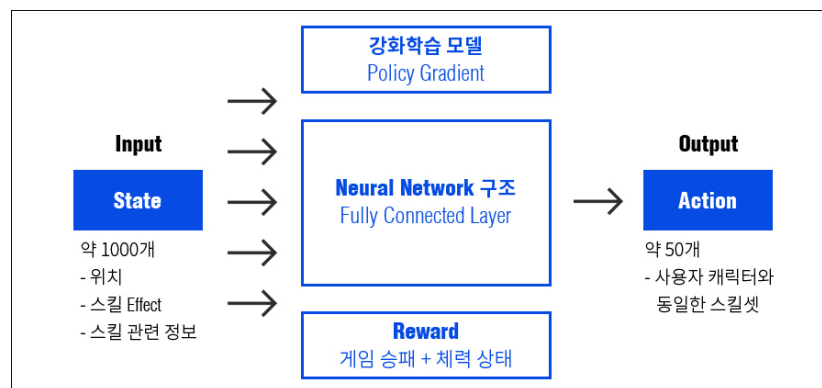 강화학습 모델
Policy Gradient
Input
State
약 1000개
- 위치
- 스킬 Effect
- 스킬 관련 정보
Neural Network 구조
Fully Connected Layer
Reward
게임 승패 + 체력 상태
Output
Action
약 50개
- 사용자 캐릭터와
동일한 스킬셋